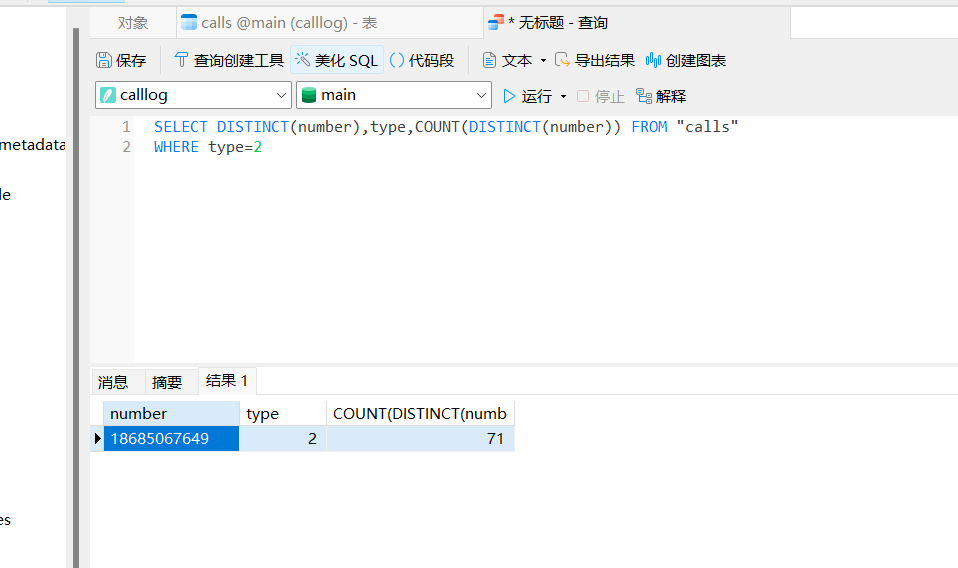 对象 calls @main (calllog) - 表 * 无标题 - 查询
保存 查询创建工具 美化 SQL () 代码段 文本 导出结果 创建图表
calllog main 运行 停止 解释
metadata
1 SELECT DISTINCT(number),type,COUNT(DISTINCT(number)) FROM "calls"
2 WHERE type=2
le
消息 摘要 结果 1
number type COUNT(DISTINCT(numb
18685067649 2 71
es